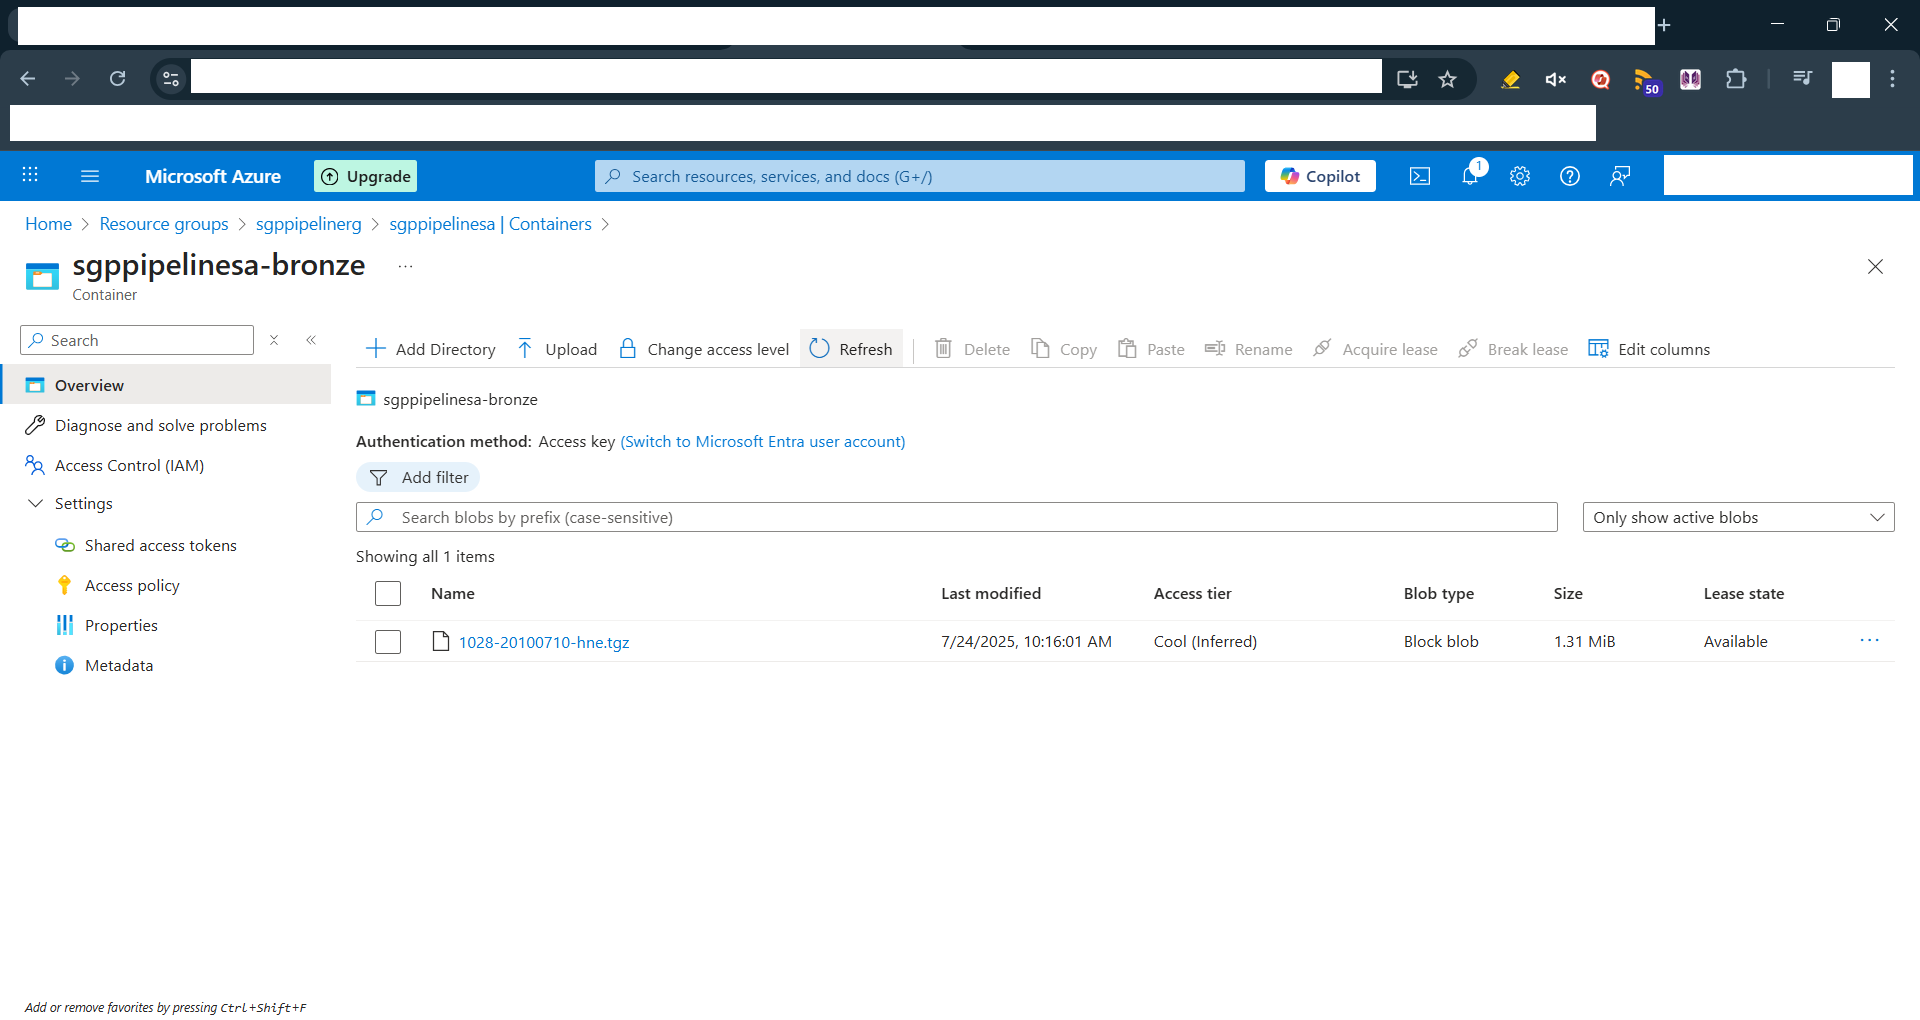 50
Microsoft Azure
Upgrade
Search resources, services, and docs (G+/)
Copilot
1
Home > Resource groups > sgppipelinerg > sgppipelinesa | Containers >
sgppipelinesa-bronze ...
Container
Search
Overview
Diagnose and solve problems
Access Control (IAM)
Settings
Shared access tokens
Access policy
Properties
Metadata
Add Directory Upload Change access level Refresh Delete Copy Paste Rename Acquire lease Break lease Edit columns
sgppipelinesa-bronze
Authentication method: Access key (Switch to Microsoft Entra user account)
Add filter
Search blobs by prefix (case-sensitive) Only show active blobs
Showing all 1 items
Name Last modified Access tier Blob type Size Lease state
1028-20100710-hne.tgz 7/24/2025, 10:16:01 AM Cool (Inferred) Block blob 1.31 MiB Available ...
Add or remove favorites by pressing Ctrl+Shift+F